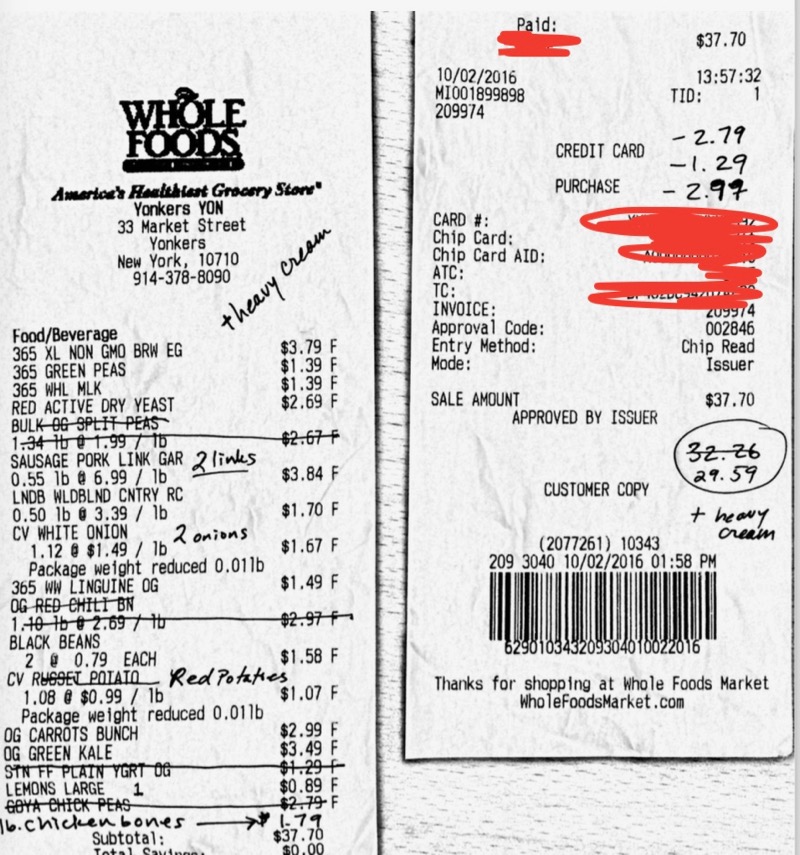 WHOLE
FOODS
America's Healthiest Grocery Store®
Yonkers YON
33 Market Street
Yonkers
New York, 10710
914-378-8090
+ heavy cream
Food/Beverage
365 XL NON GMO BRW EG $3.79 F
365 GREEN PEAS $1.39 F
365 WHL MLK $1.39 F
RED ACTIVE DRY YEAST $2.69 F
BULK OG SPLIT PEAS
1.34 lb @ 1.99 / lb $2.67 F
SAUSAGE PORK LINK GAR 2 links
0.55 lb @ 6.99 / lb $3.84 F
LNDB WLDBLND CNTRY RC
0.50 lb @ 3.39 / lb $1.70 F
CV WHITE ONION 2 onions
1.12 @ $1.49 / lb $1.67 F
Package weight reduced 0.01lb
365 WW LINGUINE OG $1.49 F
OG RED CHILI BN
1.10 lb @ 2.69 / lb $2.97 F
BLACK BEANS
2 @ 0.79 EACH $1.58 F
CV RUSSET POTATO Red Potatoes
1.08 @ $0.99 / lb $1.07 F
Package weight reduced 0.01lb
OG CARROTS BUNCH $2.99 F
OG GREEN KALE $3.49 F
STN FF PLAIN YGRT OG $1.29 F
LEMONS LARGE 1 $0.89 F
GOYA CHICK PEAS $2.79 F
lb. chicken bones → $ 1.79
Subtotal: $37.70
Total Savings: $0.00
Paid:
$37.70
10/02/2016 13:57:32
MI001899898 TID: 1
209974
-2.79
CREDIT CARD
-1.29
PURCHASE -2.99
CARD #:
Chip Card:
Chip Card AID:
ATC:
TC:
INVOICE: 209974
Approval Code: 002846
Entry Method: Chip Read
Mode: Issuer
SALE AMOUNT $37.70
APPROVED BY ISSUER
32.26
29.59
CUSTOMER COPY
+ heavy
cream
(2077261) 10343
209 3040 10/02/2016 01:58 PM
629010343209304010022016
Thanks for shopping at Whole Foods Market
WholeFoodsMarket.com